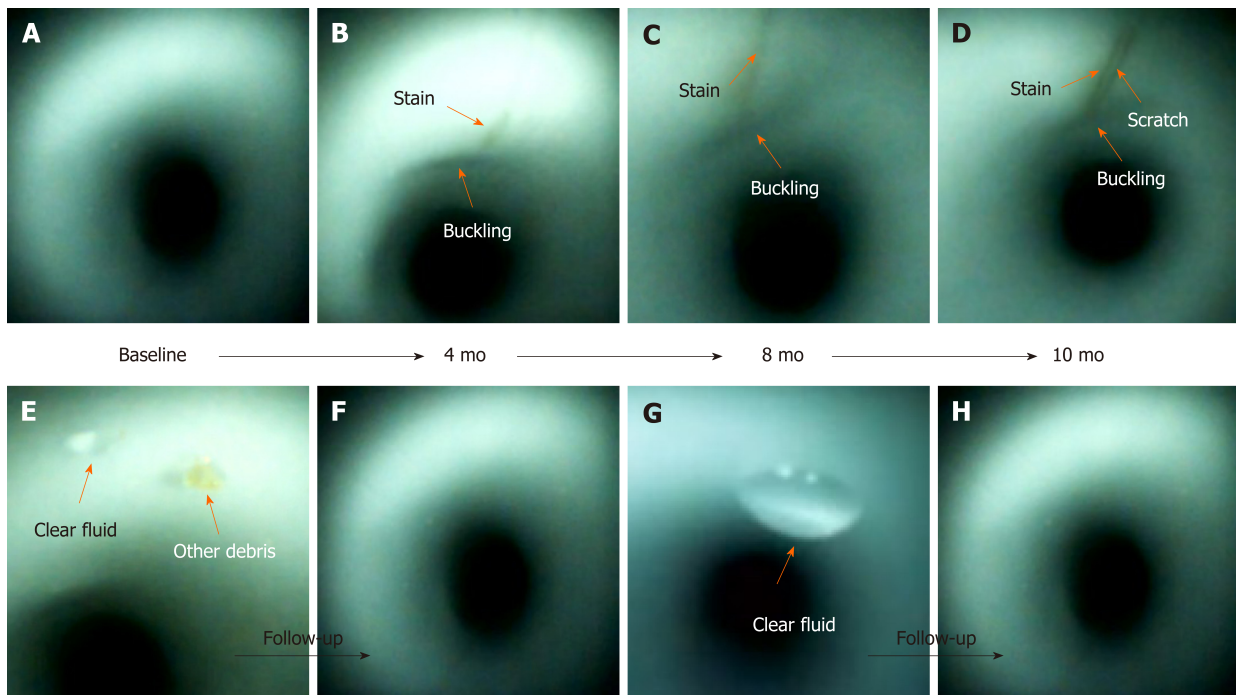 A
B
C
D
Stain
Buckling
Stain
Buckling
Stain
Scratch
Buckling
Baseline
4 mo
8 mo
10 mo
E
F
G
H
Clear fluid
Other debris
Follow-up
Clear fluid
Follow-up